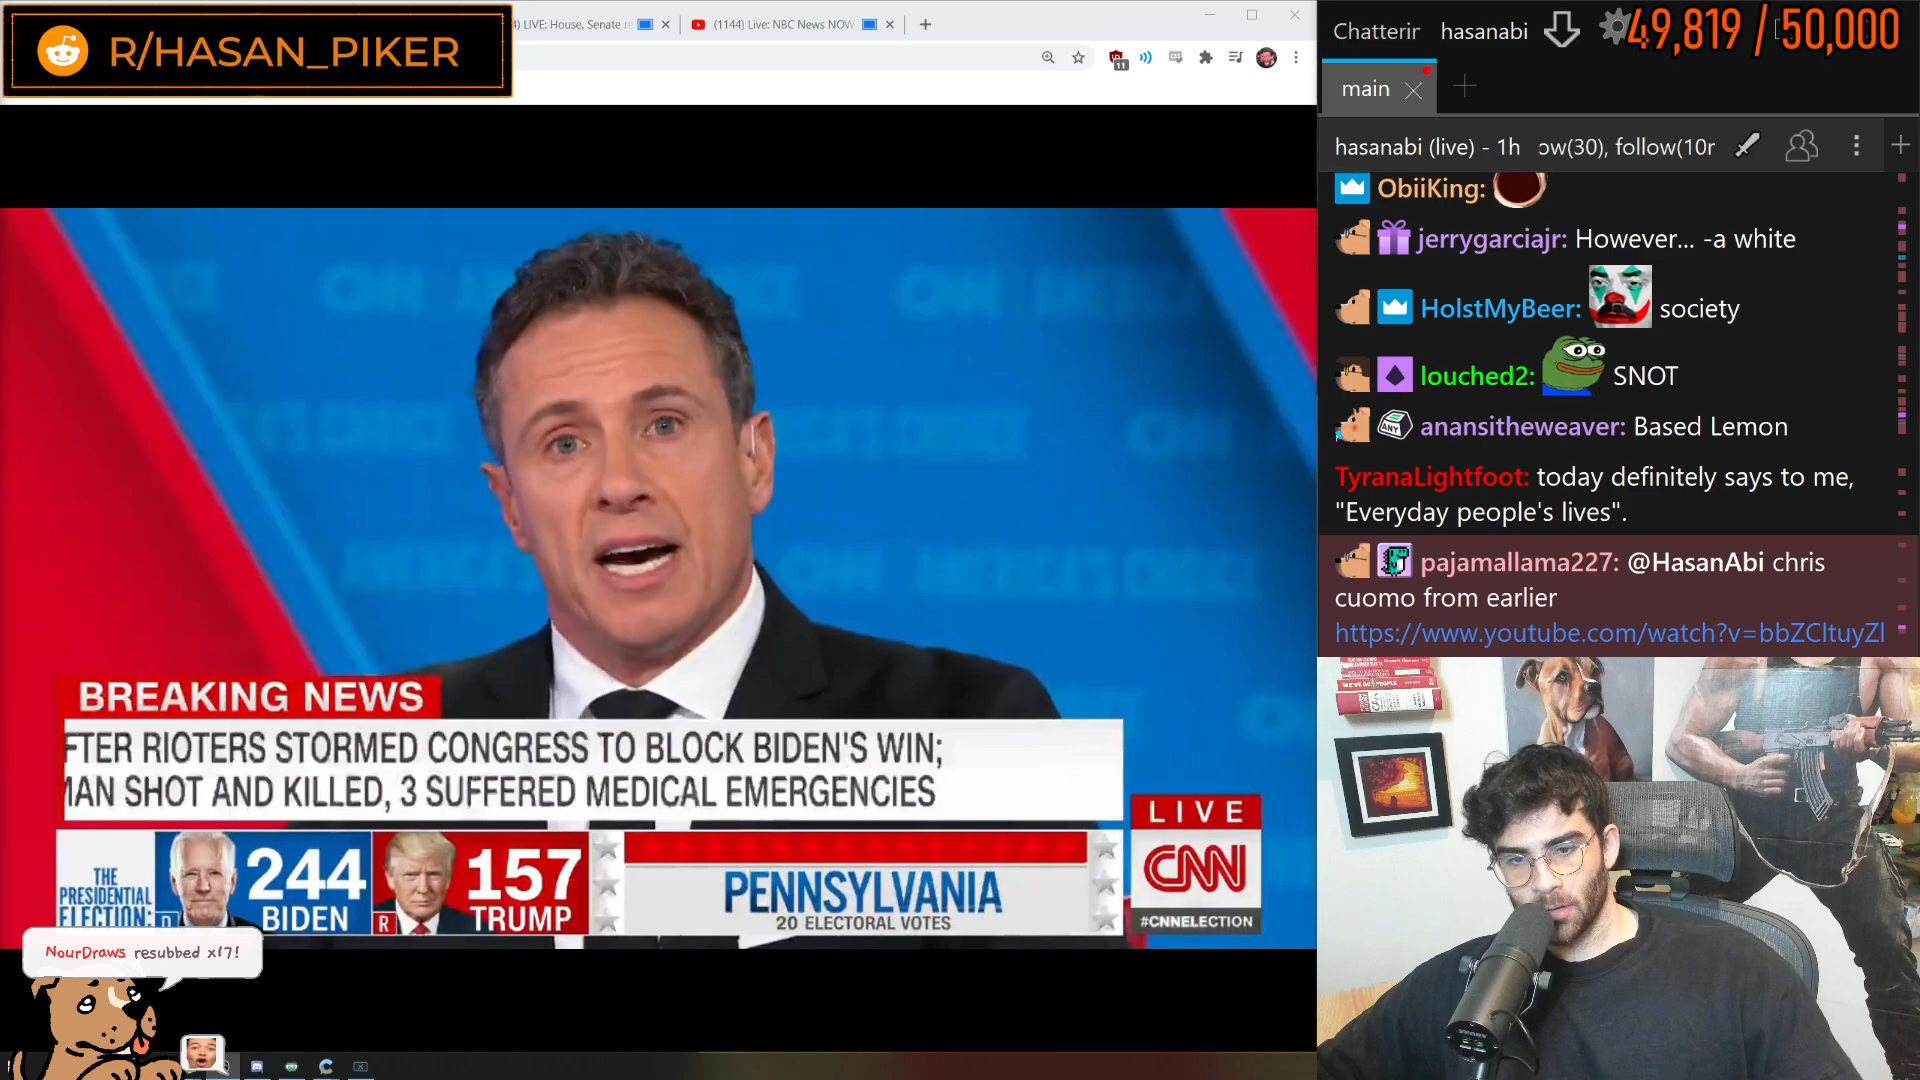 R/HASAN_PIKER
4) LIVE: House, Senate re
(1144) Live: NBC News NOW
11
BREAKING NEWS
FTER RIOTERS STORMED CONGRESS TO BLOCK BIDEN'S WIN;
MAN SHOT AND KILLED, 3 SUFFERED MEDICAL EMERGENCIES
THE PRESIDENTIAL ELECTION:
D
244
BIDEN
R
157
TRUMP
PENNSYLVANIA
20 ELECTORAL VOTES
LIVE
CNN
#CNNELECTION
NourDraws resubbed x17!
Chatterir
hasanabi
49,819 / 50,000
main
hasanabi (live) - 1h
ow(30), follow(10r
ObiiKing:
jerrygarciajr: However... -a white
HolstMyBeer: society
louched2: SNOT
anansitheweaver: Based Lemon
TyranaLightfoot: today definitely says to me,
"Everyday people's lives".
pajamallama227: @HasanAbi chris
cuomo from earlier
https://www.youtube.com/watch?v=bbZCltuyZl